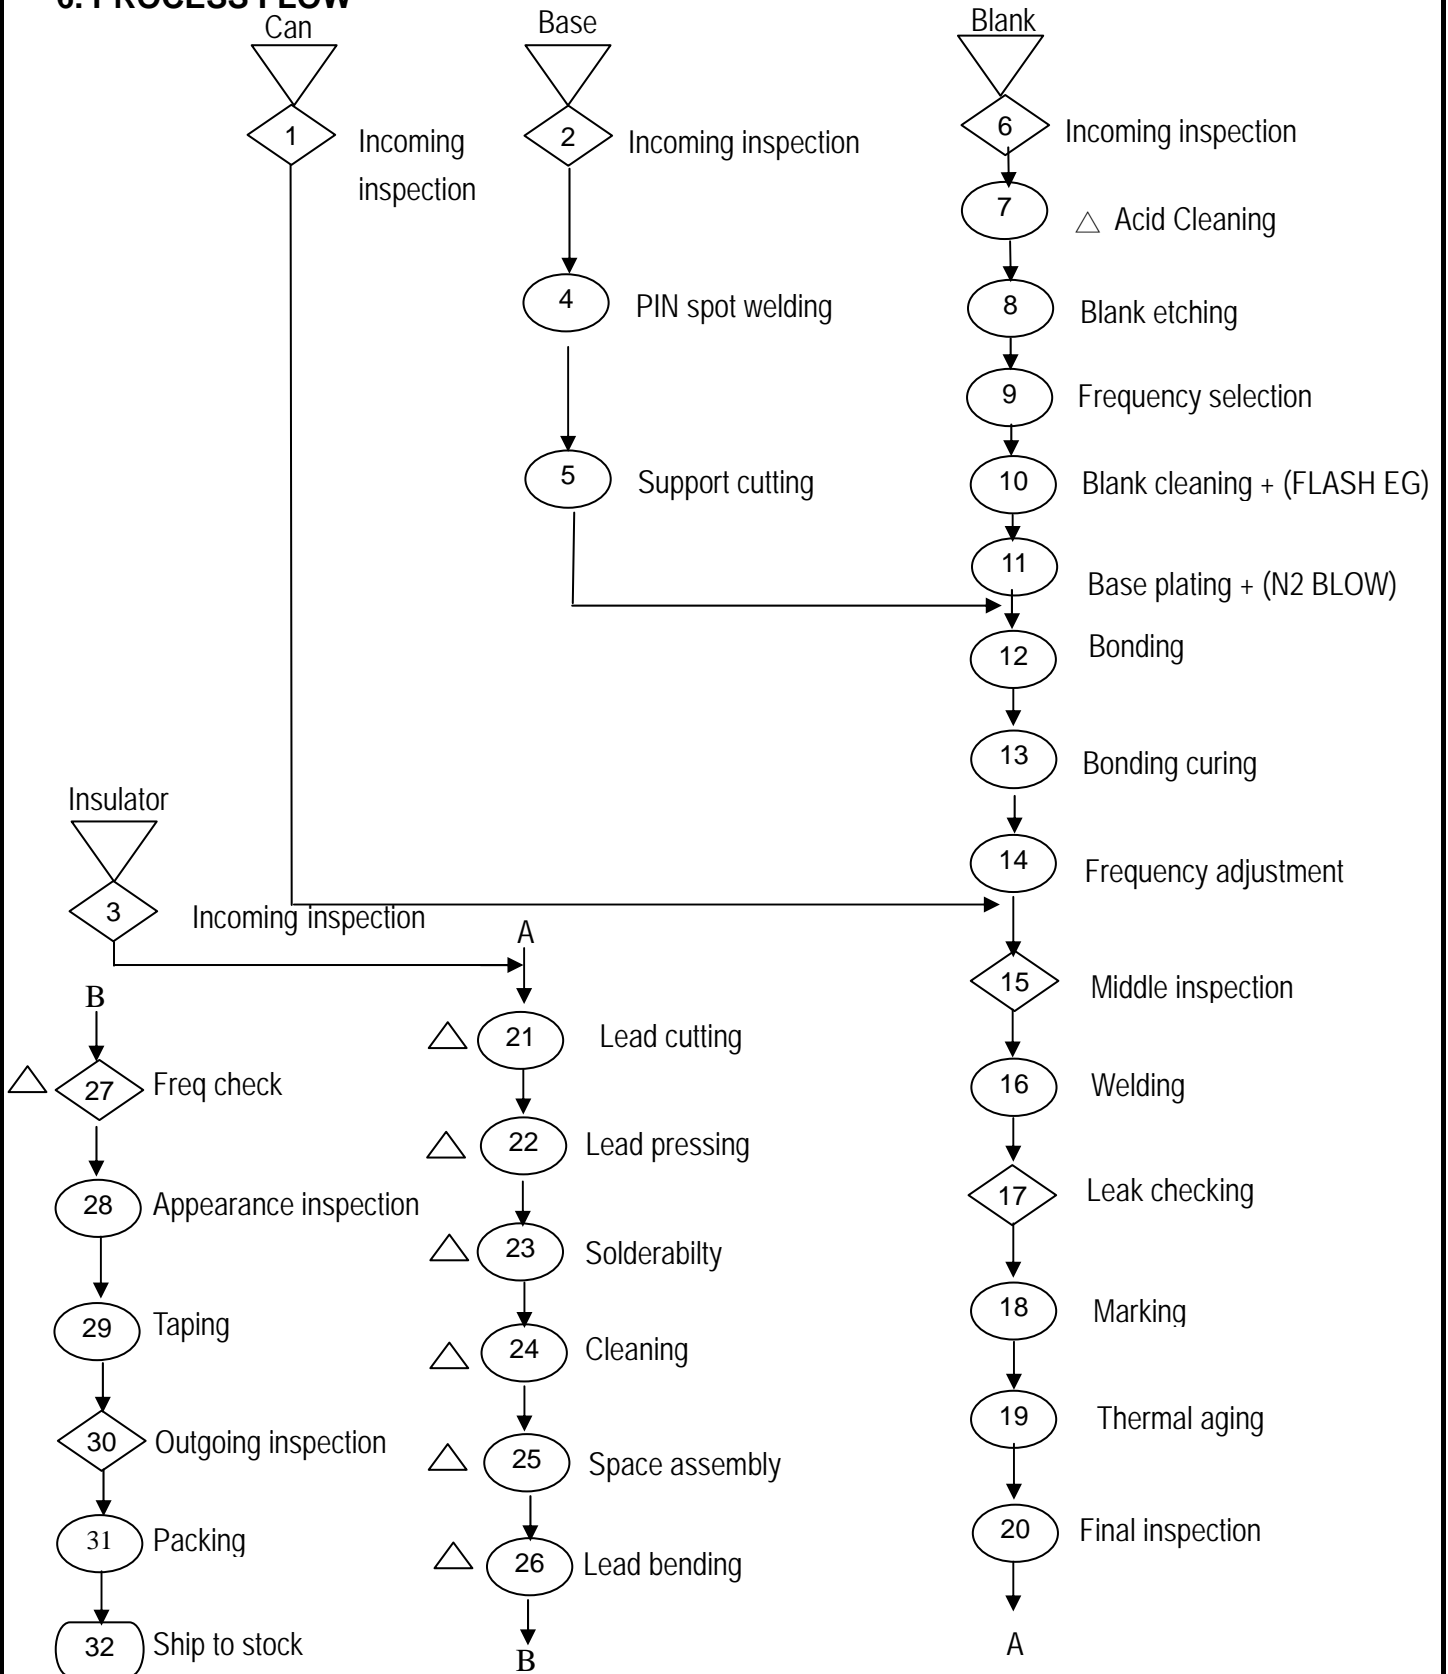 6. PROCESS FLOW
Can
Base
Blank
1
Incoming
inspection
2
Incoming inspection
6
Incoming inspection
7
△ Acid Cleaning
4
PIN spot welding
8
Blank etching
9
Frequency selection
5
Support cutting
10
Blank cleaning + (FLASH EG)
11
Base plating + (N2 BLOW)
12
Bonding
13
Bonding curing
Insulator
14
Frequency adjustment
3
Incoming inspection
A
15
Middle inspection
B
21
Lead cutting
27
Freq check
16
Welding
22
Lead pressing
28
Appearance inspection
17
Leak checking
23
Solderabilty
29
Taping
18
Marking
24
Cleaning
30
Outgoing inspection
19
Thermal aging
25
Space assembly
31
Packing
20
Final inspection
26
Lead bending
32
Ship to stock
B
A